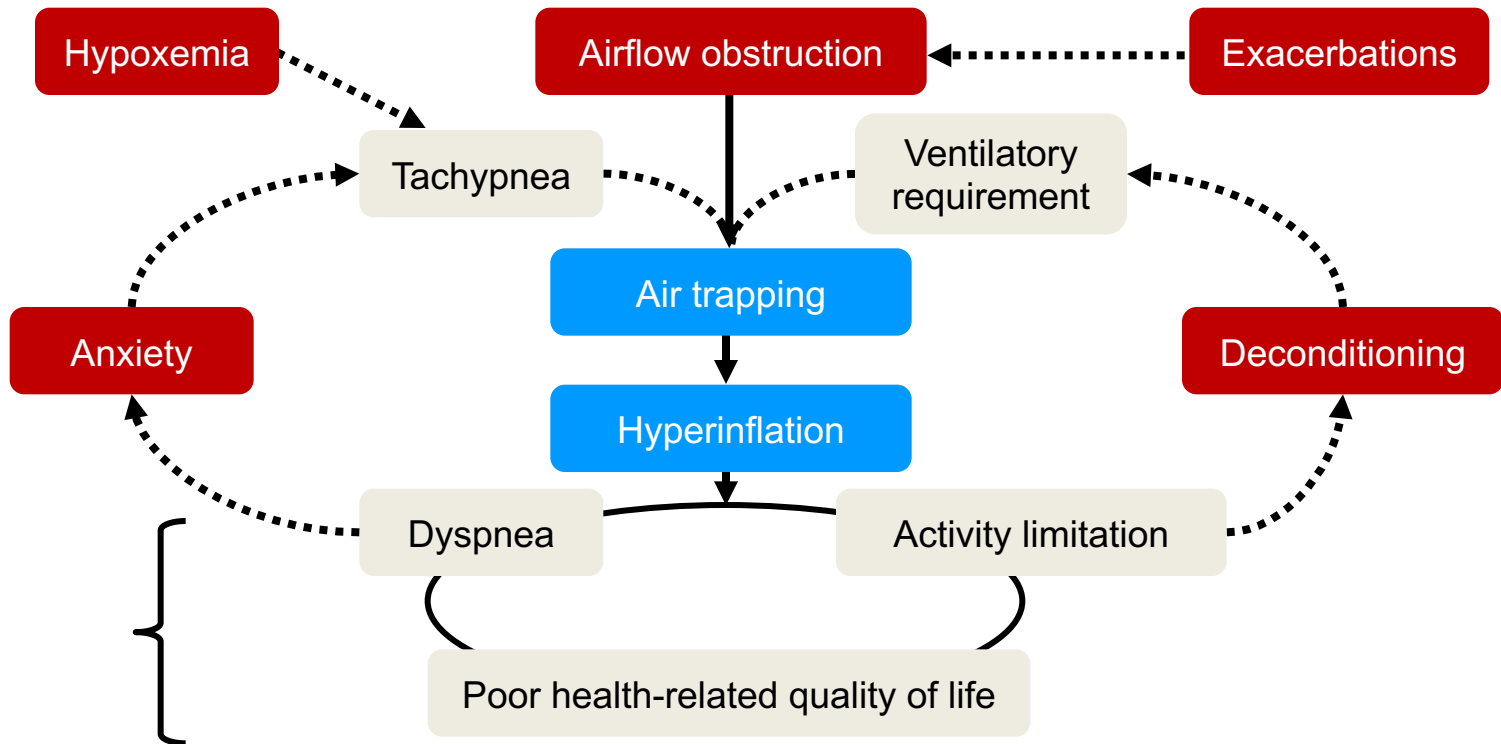 Hypoxemia
Airflow obstruction
Exacerbations
Tachypnea
Ventilatory
requirement
Air trapping
Anxiety
Deconditioning
Hyperinflation
Dyspnea
Activity limitation
Poor health-related quality of life